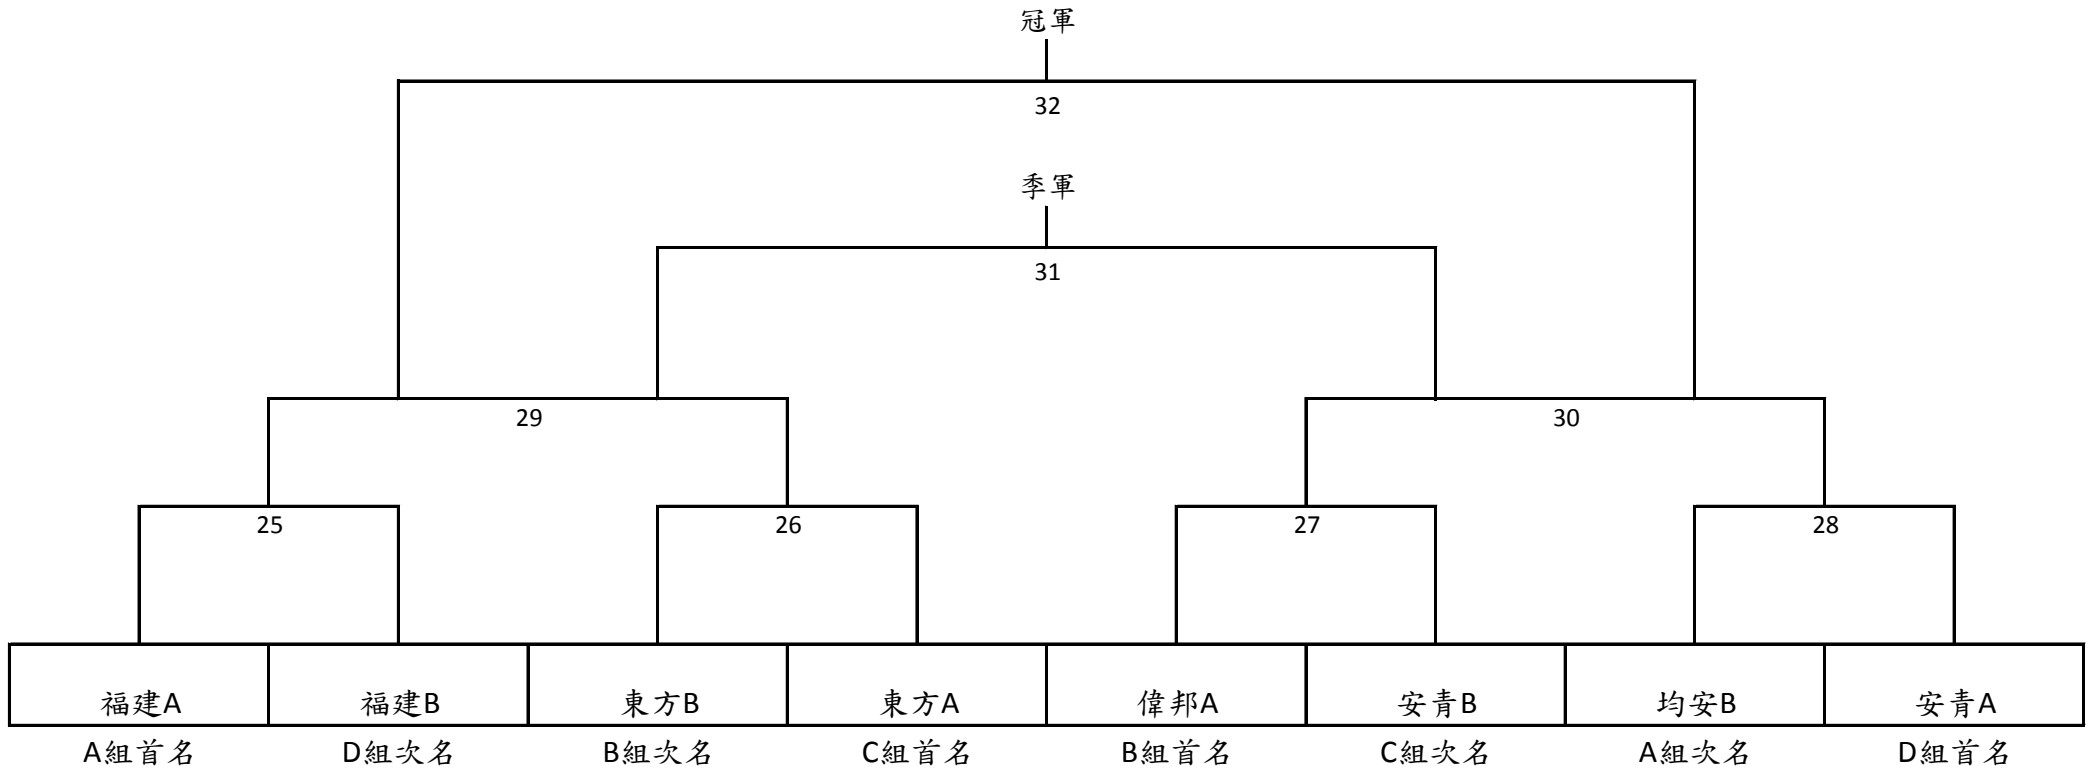 冠軍
32
季軍
31
29
30
25
26
27
28
福建A
福建B
東方B
東方A
偉邦A
安青B
均安B
安青A
A組首名
D組次名
B組次名
C組首名
B組首名
C組次名
A組次名
D組首名